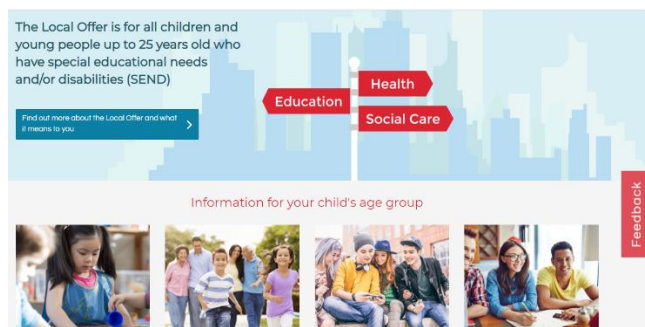 The Local Offer is for all children and
young people up to 25 years old who
have special educational needs
and/or disabilities (SEND)
Find out more about the Local Offer and what
it means to you
Education
Health
Social Care
Information for your child's age group
Feedback